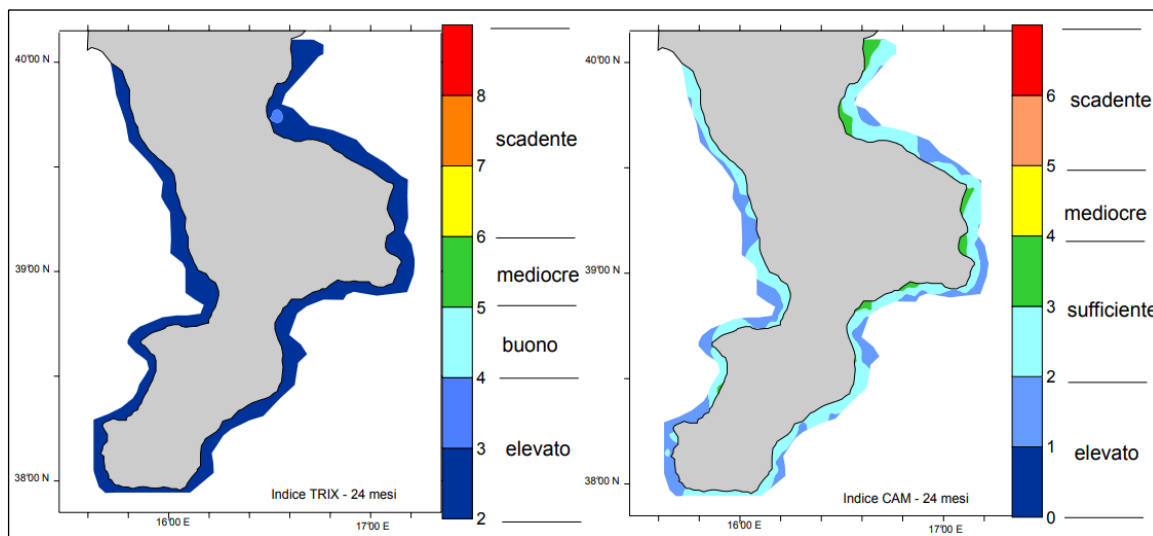 40°00 N
39°00 N
38°00 N
16°00 E
17°00 E
Indice TRIX - 24 mesi
8
7
6
5
4
3
2
scadente
mediocre
buono
elevato
40°00 N
39°00 N
38°00 N
16°00 E
17°00 E
Indice CAM - 24 mesi
6
5
4
3
2
1
0
scadente
mediocre
sufficiente
elevato